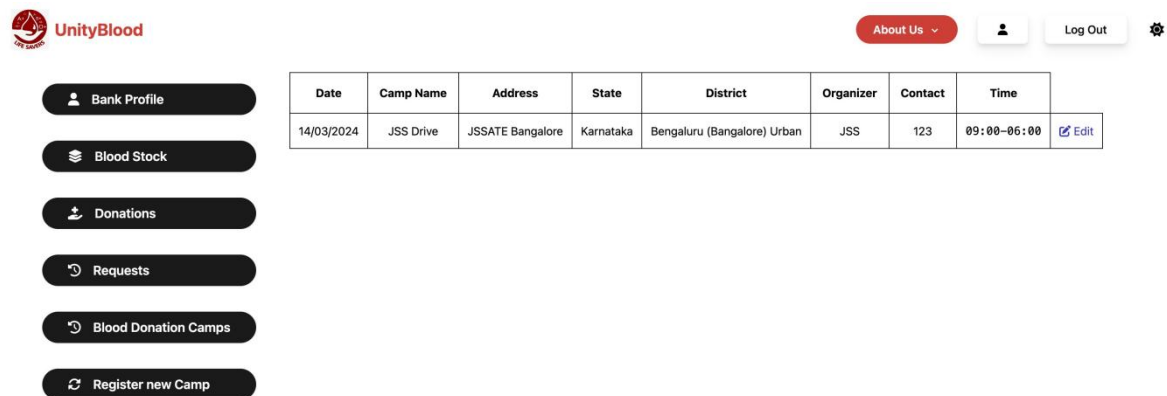 LIFE SAVERS
UnityBlood
About Us
Log Out
Bank Profile
Blood Stock
Donations
Requests
Blood Donation Camps
Register new Camp
Date Camp Name Address State District Organizer Contact Time
14/03/2024 JSS Drive JSSATE Bangalore Karnataka Bengaluru (Bangalore) Urban JSS 123 09:00-06:00 Edit